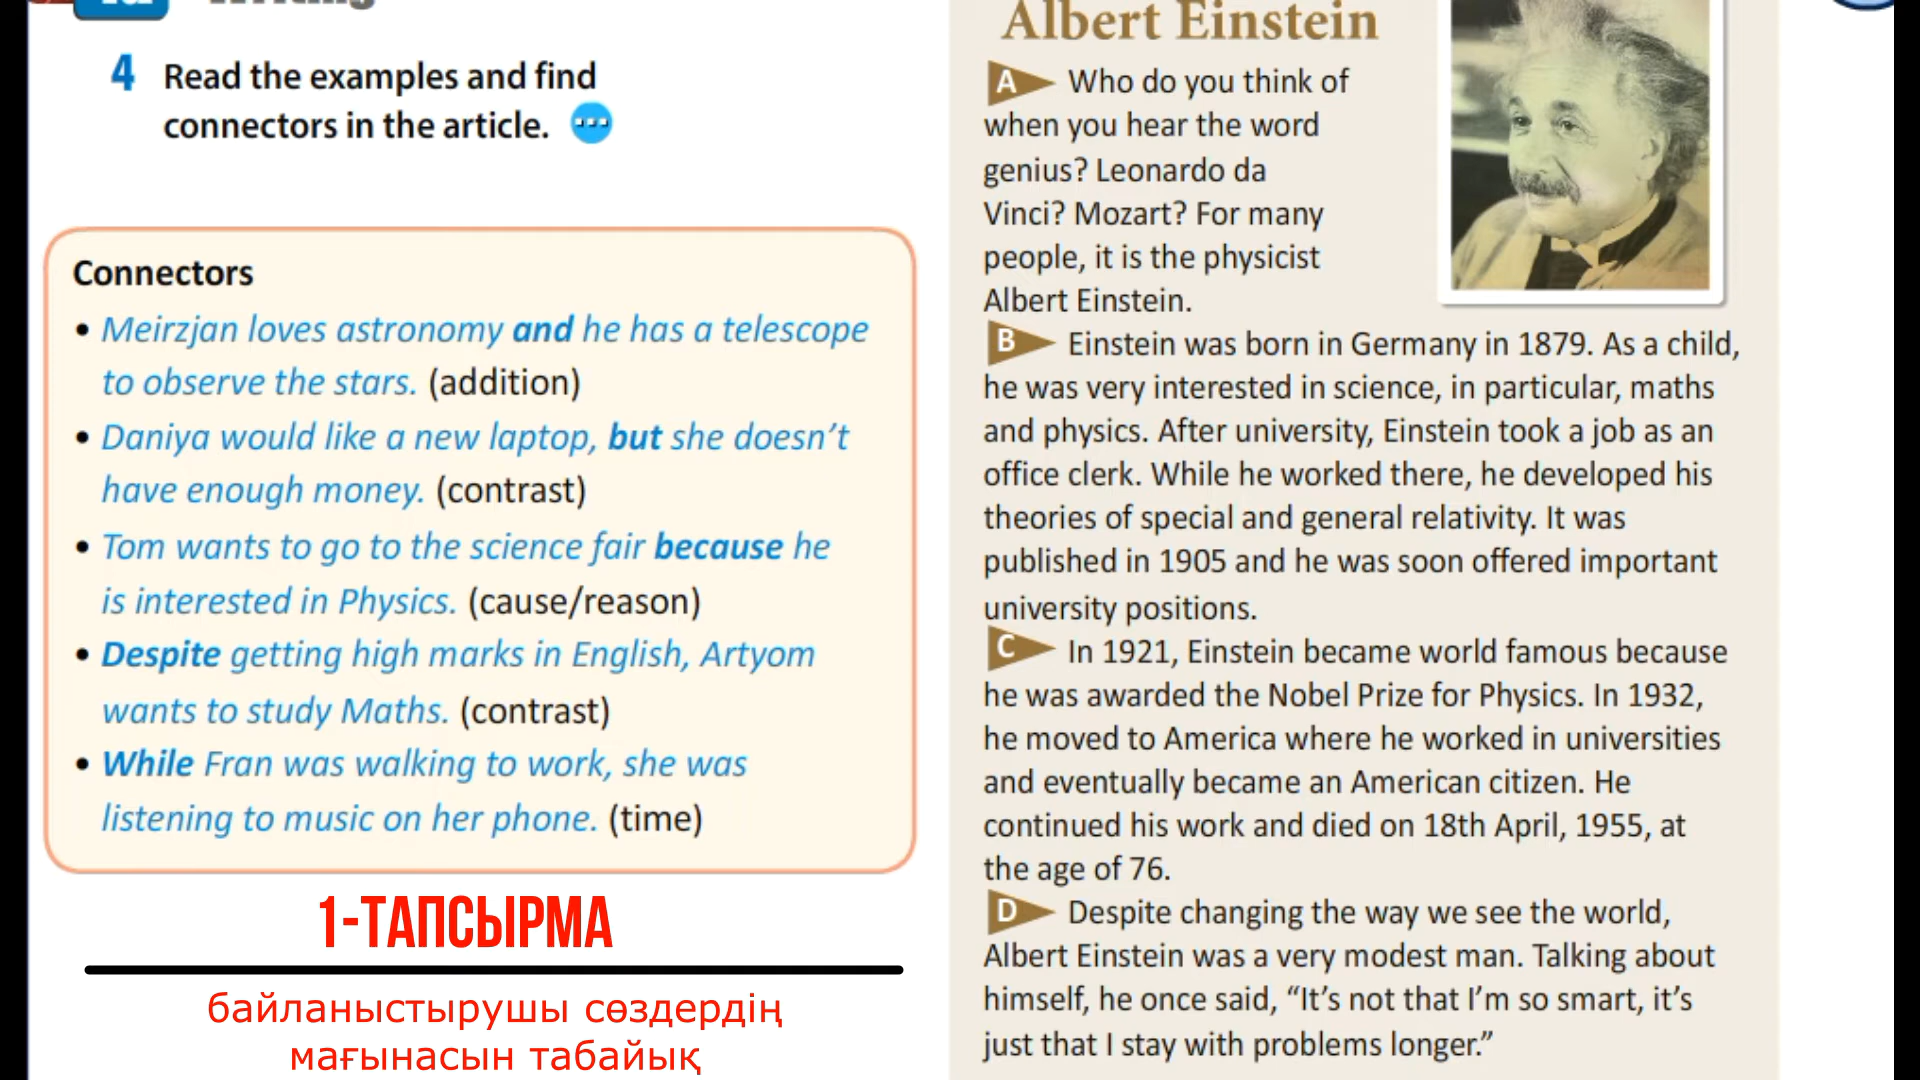 4 Read the examples and find
connectors in the article.
Connectors
• Meirzjan loves astronomy and he has a telescope
to observe the stars. (addition)
• Daniya would like a new laptop, but she doesn’t
have enough money. (contrast)
• Tom wants to go to the science fair because he
is interested in Physics. (cause/reason)
• Despite getting high marks in English, Artyom
wants to study Maths. (contrast)
• While Fran was walking to work, she was
listening to music on her phone. (time)
1-ТАПСЫРМА
байланыстырушы сөздердің
мағынасын табайық
Albert Einstein
A Who do you think of
when you hear the word
genius? Leonardo da
Vinci? Mozart? For many
people, it is the physicist
Albert Einstein.
B Einstein was born in Germany in 1879. As a child,
he was very interested in science, in particular, maths
and physics. After university, Einstein took a job as an
office clerk. While he worked there, he developed his
theories of special and general relativity. It was
published in 1905 and he was soon offered important
university positions.
C In 1921, Einstein became world famous because
he was awarded the Nobel Prize for Physics. In 1932,
he moved to America where he worked in universities
and eventually became an American citizen. He
continued his work and died on 18th April, 1955, at
the age of 76.
D Despite changing the way we see the world,
Albert Einstein was a very modest man. Talking about
himself, he once said, “It’s not that I’m so smart, it’s
just that I stay with problems longer.”